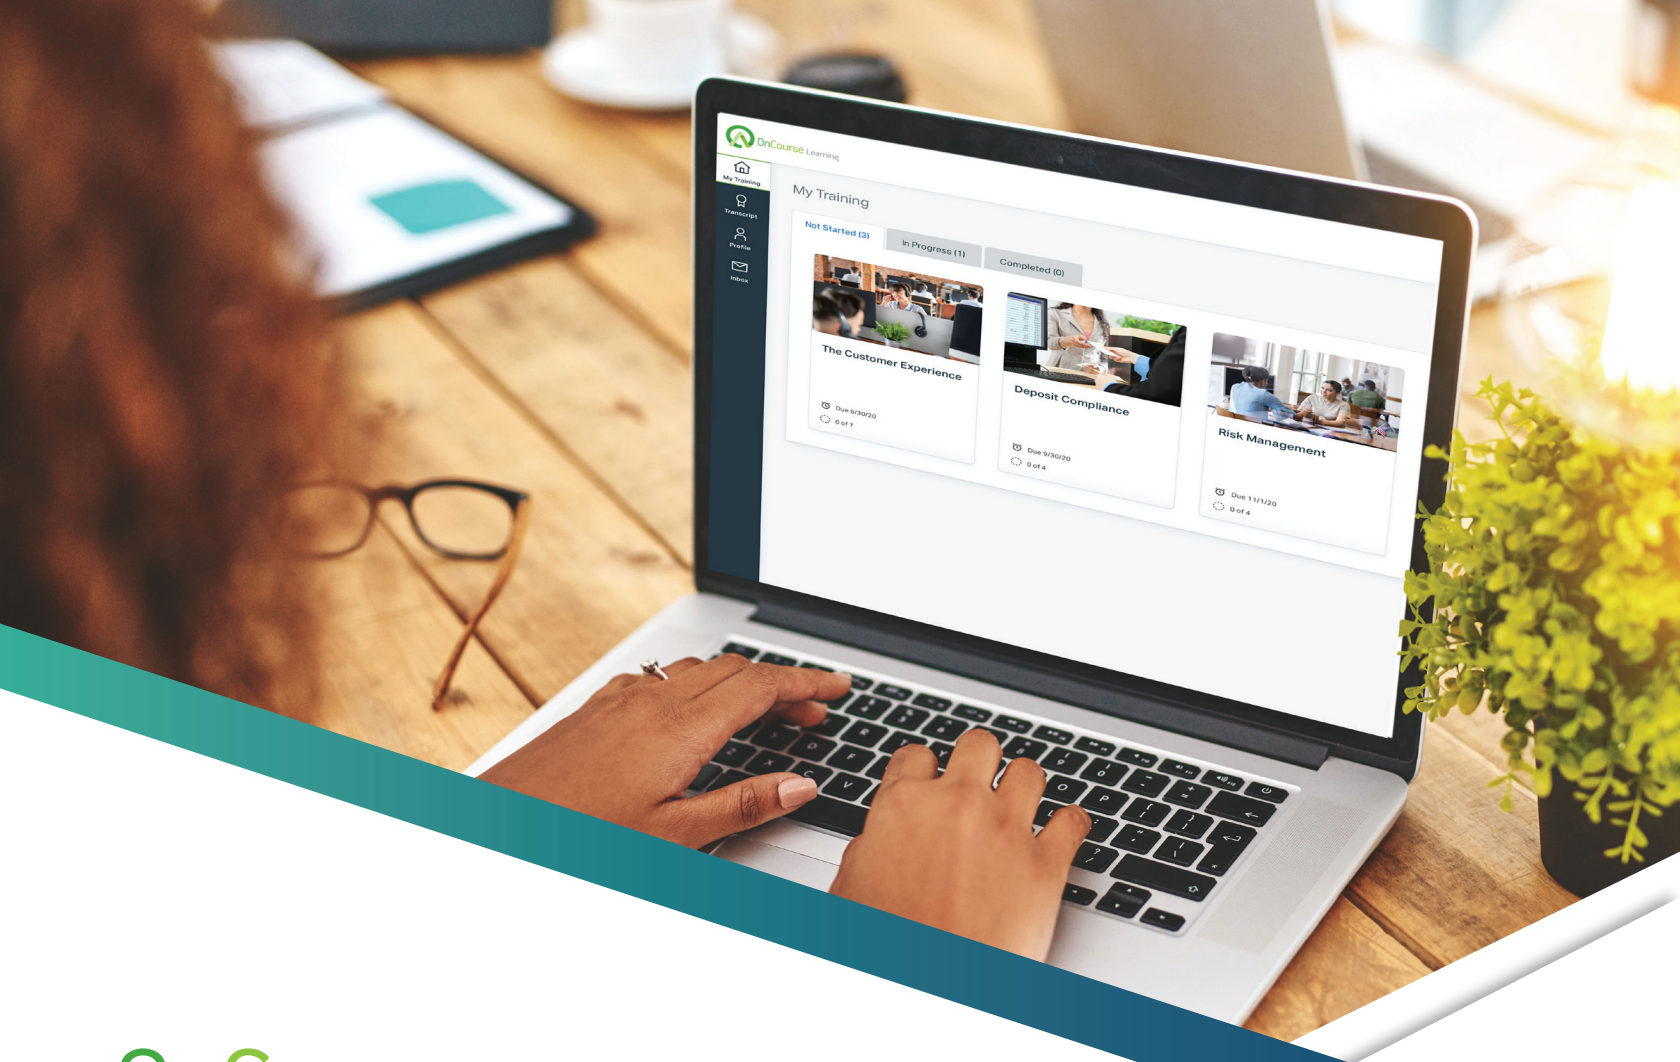 OnCourse Learning
My Training
Transcript
Profile
Inbox
My Training
Not Started (3)
In Progress (1)
Completed (0)
The Customer Experience
Due 6/30/20
0 of 7
Deposit Compliance
Due 9/30/20
0 of 4
Risk Management
Due 11/1/20
0 of 4